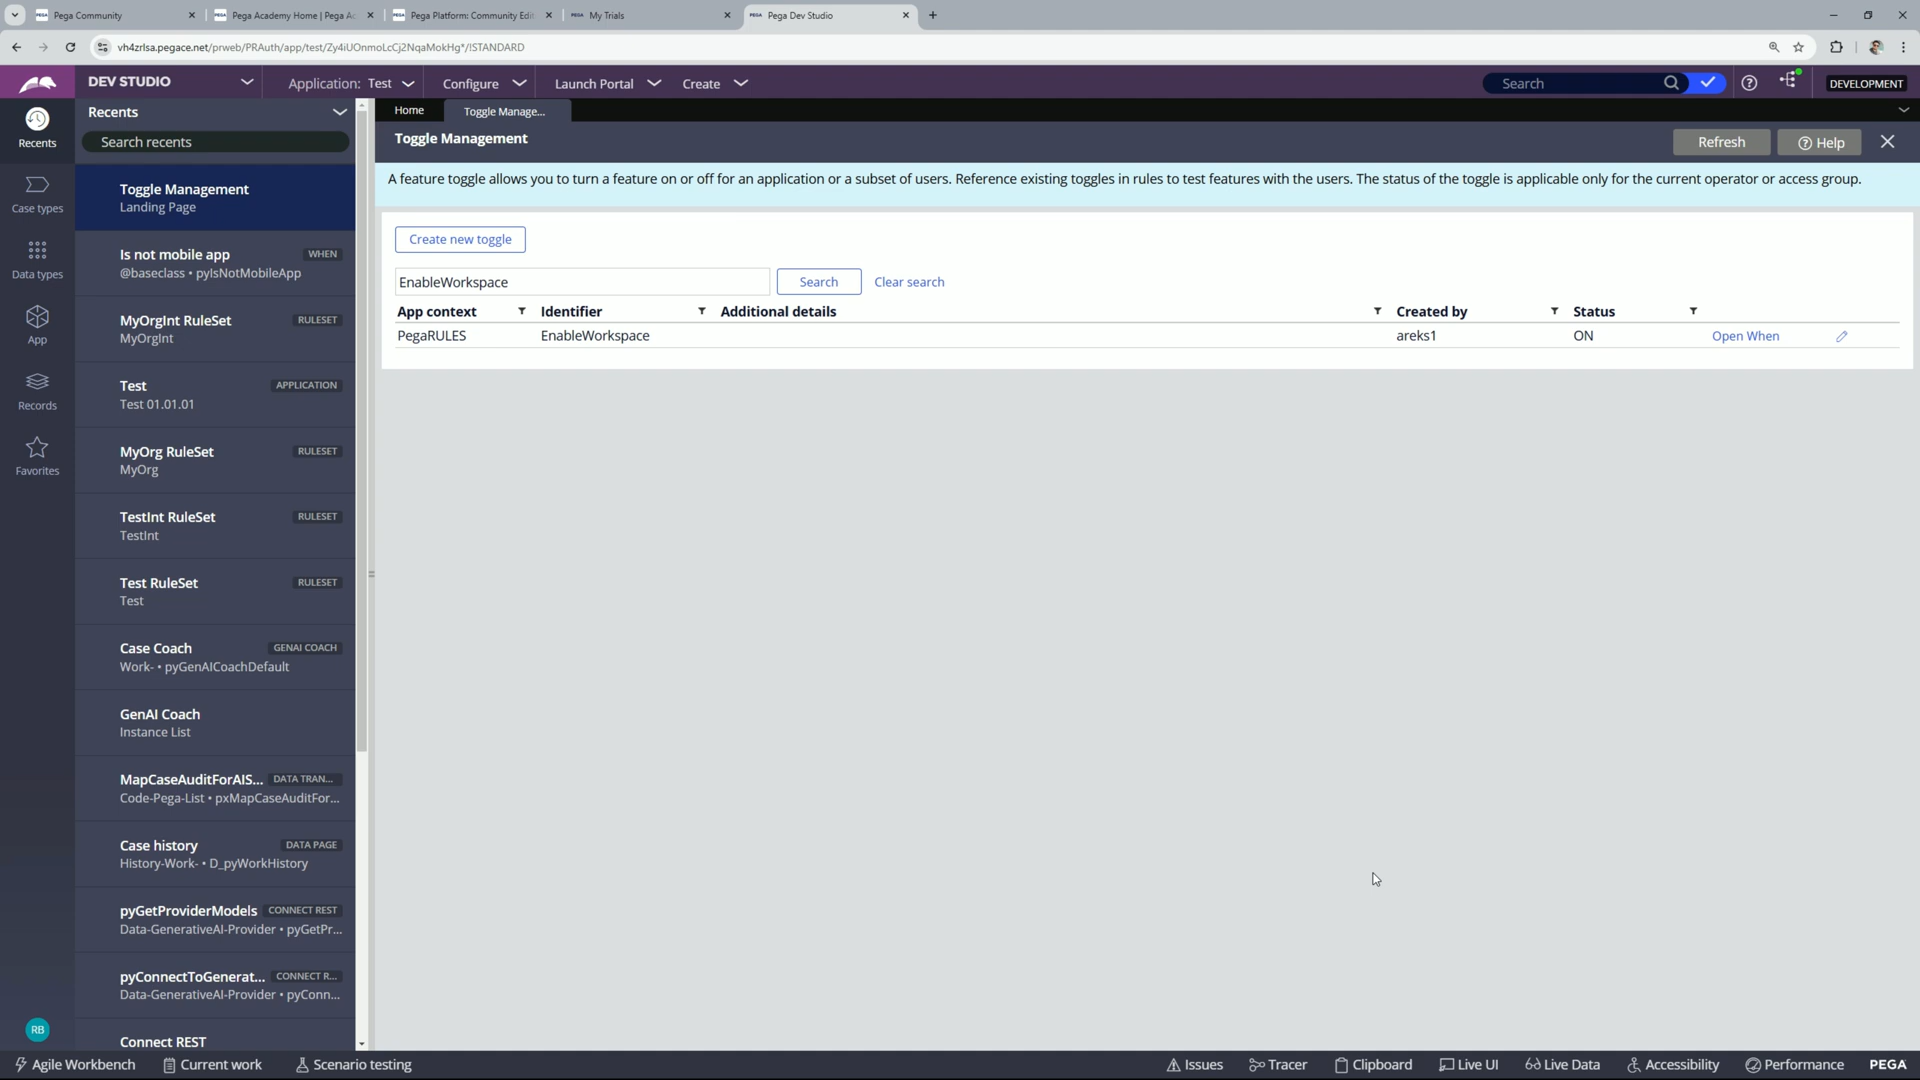 Pega Community
Pega Academy Home | Pega Ac
Pega Platform: Community Edit
My Trials
Pega Dev Studio
vh4zrlsa.pegace.net/prweb/PRAuth/app/test/Zy4iUOnmoLcCj2NqaMokHg*/!STANDARD
DEV STUDIO
Application: Test
Configure
Launch Portal
Create
Search
DEVELOPMENT
Recents
Case types
Data types
App
Records
Favorites
RB
Recents
Search recents
Toggle Management
Landing Page
Is not mobile app WHEN
@baseclass • pyIsNotMobileApp
MyOrgInt RuleSet RULESET
MyOrgInt
Test APPLICATION
Test 01.01.01
MyOrg RuleSet RULESET
MyOrg
TestInt RuleSet RULESET
TestInt
Test RuleSet RULESET
Test
Case Coach GENAI COACH
Work- • pyGenAICoachDefault
GenAI Coach
Instance List
MapCaseAuditForAIS... DATA TRAN...
Code-Pega-List • pxMapCaseAuditFor...
Case history DATA PAGE
History-Work- • D_pyWorkHistory
pyGetProviderModels CONNECT REST
Data-GenerativeAI-Provider • pyGetPr...
pyConnectToGenerat... CONNECT R...
Data-GenerativeAI-Provider • pyConn...
Connect REST
Home
Toggle Manage...
Toggle Management
Refresh
Help
A feature toggle allows you to turn a feature on or off for an application or a subset of users. Reference existing toggles in rules to test features with the users. The status of the toggle is applicable only for the current operator or access group.
Create new toggle
EnableWorkspace
Search
Clear search
App context Identifier Additional details Created by Status
PegaRULES EnableWorkspace areks1 ON Open When
Agile Workbench
Current work
Scenario testing
Issues
Tracer
Clipboard
Live UI
Live Data
Accessibility
Performance
PEGA